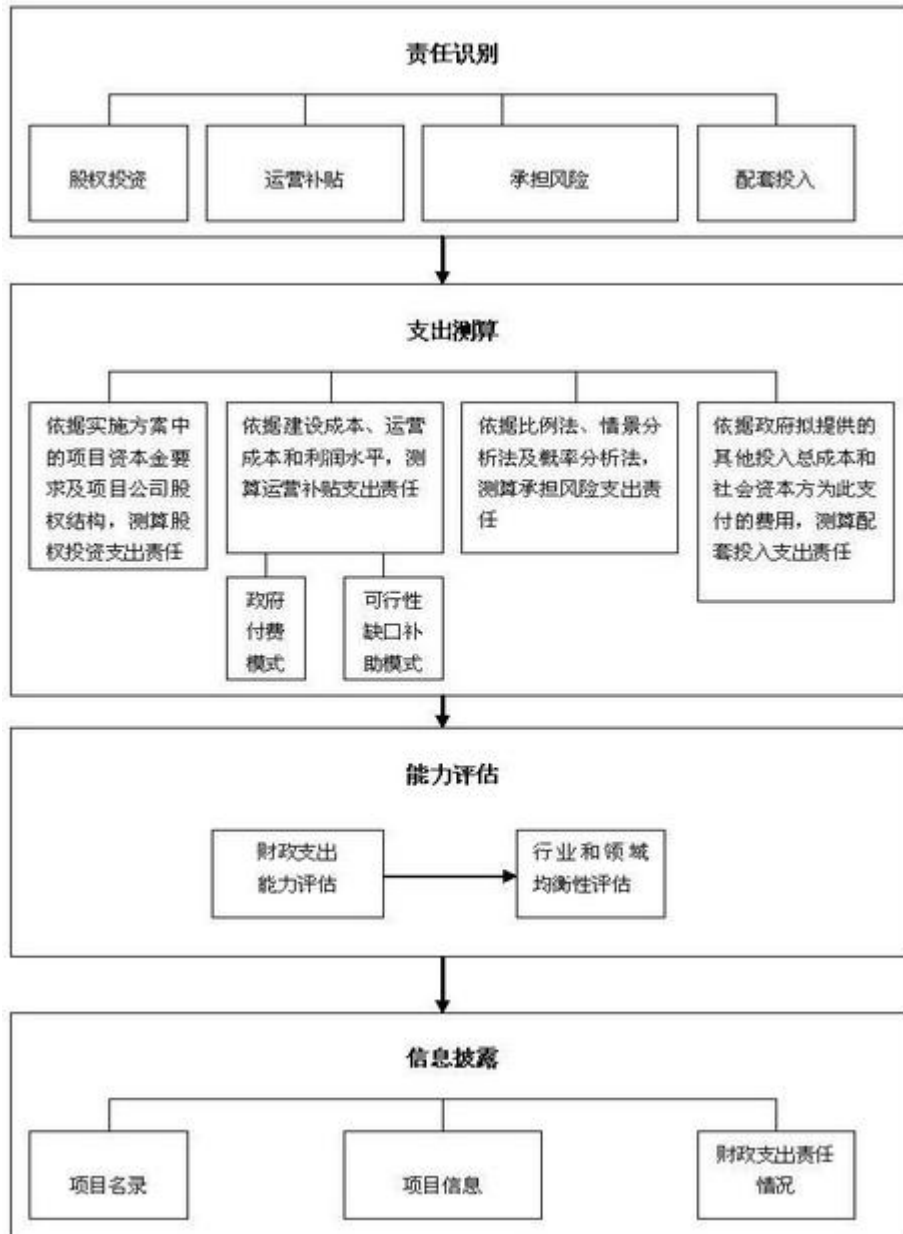 责任识别
股权投资
运营补贴
承担风险
配套投入
支出测算
依据实施方案中
的项目资本金要
求及项目公司股
权结构，测算股
权投资支出责任
依据建设成本、运营
成本和利润水平，测
算运营补贴支出责任
依据比例法、情景分
析法及概率分析法，
测算承担风险支出责
任
依据政府拟提供的
其他投入总成本和
社会资本方为此支
付的费用，测算配
套投入支出责任
政府
付费
模式
可行性
缺口补
助模式
能力评估
财政支出
能力评估
行业和领域
均衡性评估
信息披露
项目名录
项目信息
财政支出责任
情况